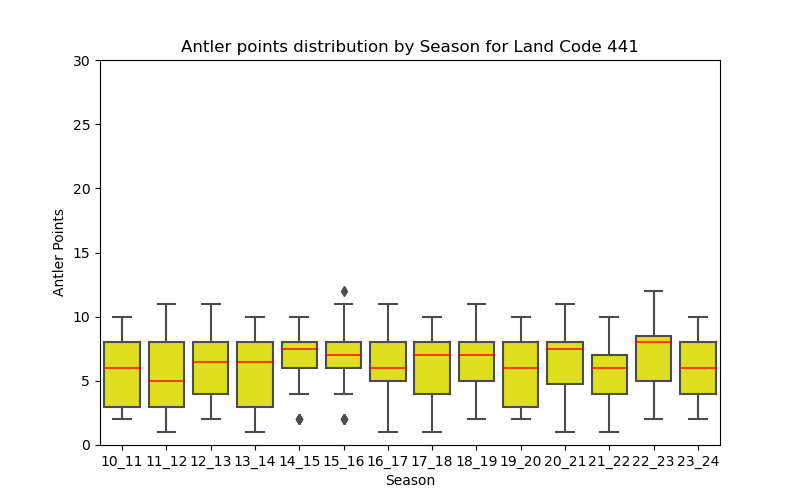 Antler points distribution by Season for Land Code 441
30
25
20
15
10
5
0
Antler Points
10_11 11_12 12_13 13_14 14_15 15_16 16_17 17_18 18_19 19_20 20_21 21_22 22_23 23_24
Season